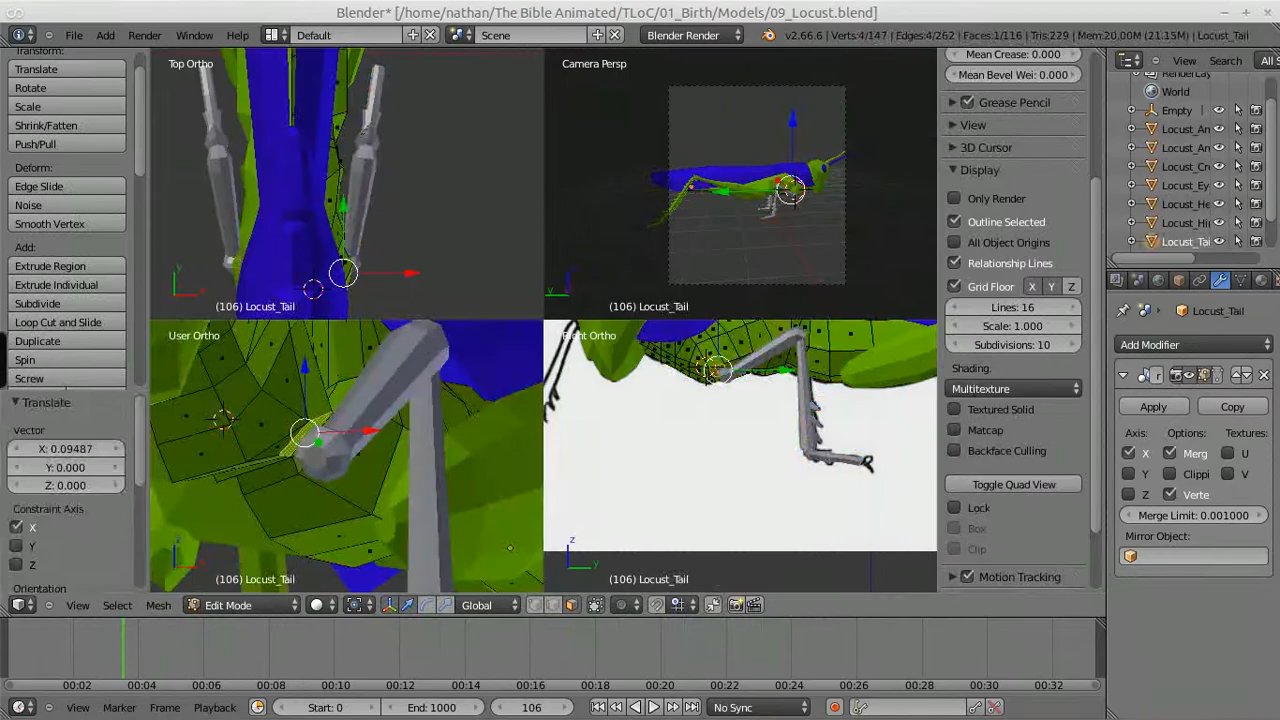 Blender* [/home/nathan/The Bible Animated/TLoC/01_Birth/Models/09_Locust.blend]
File Add Render Window Help Default Scene Blender Render v2.66.6 | Verts:4/147 | Edges:4/262 | Faces:1/116 | Tris:229 | Mem:20.00M (21.15M) | Locust_Tail
Transform:
Translate
Rotate
Scale
Shrink/Fatten
Push/Pull
Deform:
Edge Slide
Noise
Smooth Vertex
Add:
Extrude Region
Extrude Individual
Subdivide
Loop Cut and Slide
Duplicate
Spin
Screw
Translate
Vector
X: 0.09487
Y: 0.000
Z: 0.000
Constraint Axis
X
Y
Z
Orientation
Top Ortho
y
x
(106) Locust_Tail
Camera Persp
y
(106) Locust_Tail
User Ortho
z
x
(106) Locust_Tail
Right Ortho
z
y
(106) Locust_Tail
Mean Crease: 0.000
Mean Bevel Wei: 0.000
Grease Pencil
View
3D Cursor
Display
Only Render
Outline Selected
All Object Origins
Relationship Lines
Grid Floor X Y Z
Lines: 16
Scale: 1.000
Subdivisions: 10
Shading:
Multitexture
Textured Solid
Matcap
Backface Culling
Toggle Quad View
Lock
Box
Clip
Motion Tracking
View Search All S
RenderLay
World
Empty
Locust_An
Locust_An
Locust_Cr
Locust_Ey
Locust_He
Locust_Hi
Locust_Tai
Locust_Tail
Add Modifier
Apply Copy
Axis: Options: Textures:
X Merg U
Y Clippi V
Z Verte
Merge Limit: 0.001000
Mirror Object:
View Select Mesh Edit Mode Global
00:02 00:04 00:06 00:08 00:10 00:12 00:14 00:16 00:18 00:20 00:22 00:24 00:26 00:28 00:30 00:32
View Marker Frame Playback Start: 0 End: 1000 106 No Sync